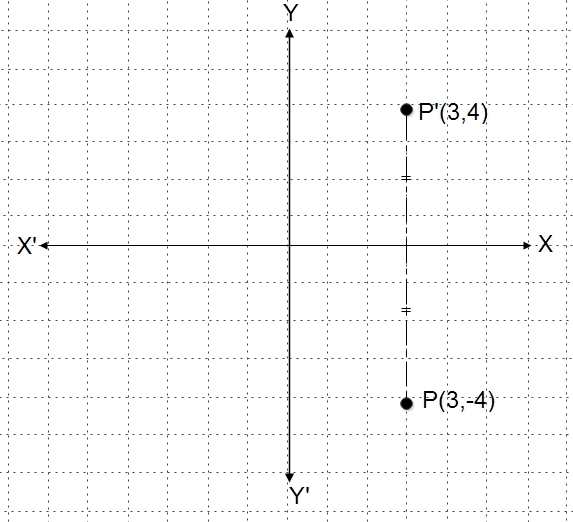 Y
P'(3,4)
X'
X
P(3,-4)
Y'